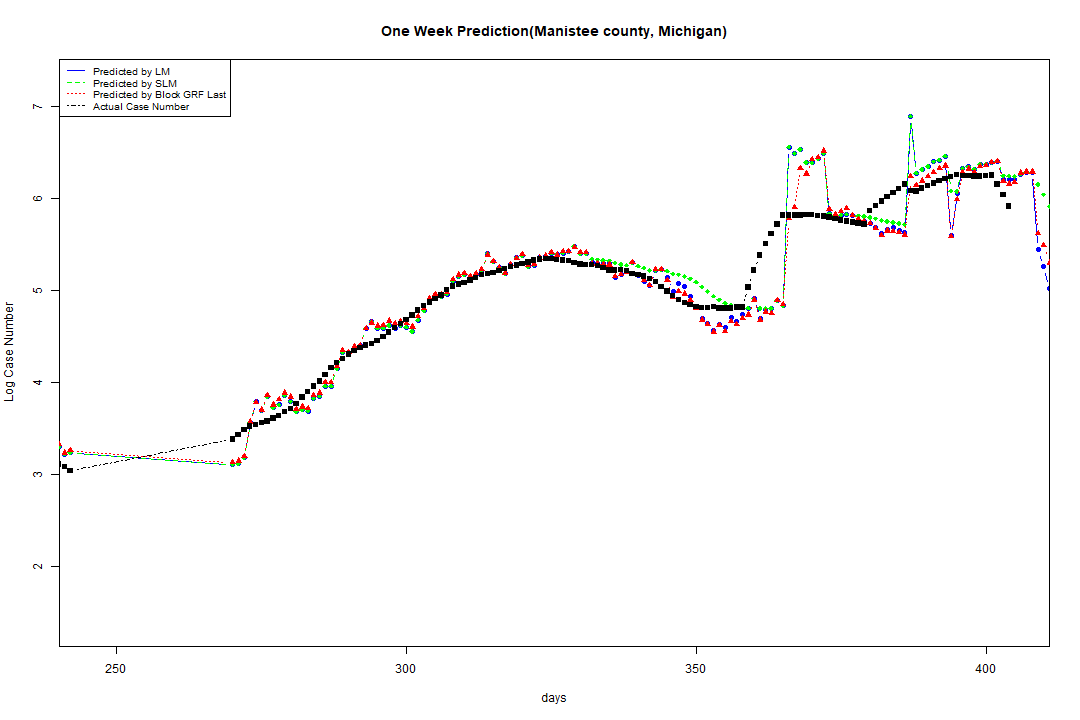 One Week Prediction(Manistee county, Michigan)
Predicted by LM
Predicted by SLM
Predicted by Block GRF Last
Actual Case Number
7
6
5
4
3
2
Log Case Number
250 300 350 400
days